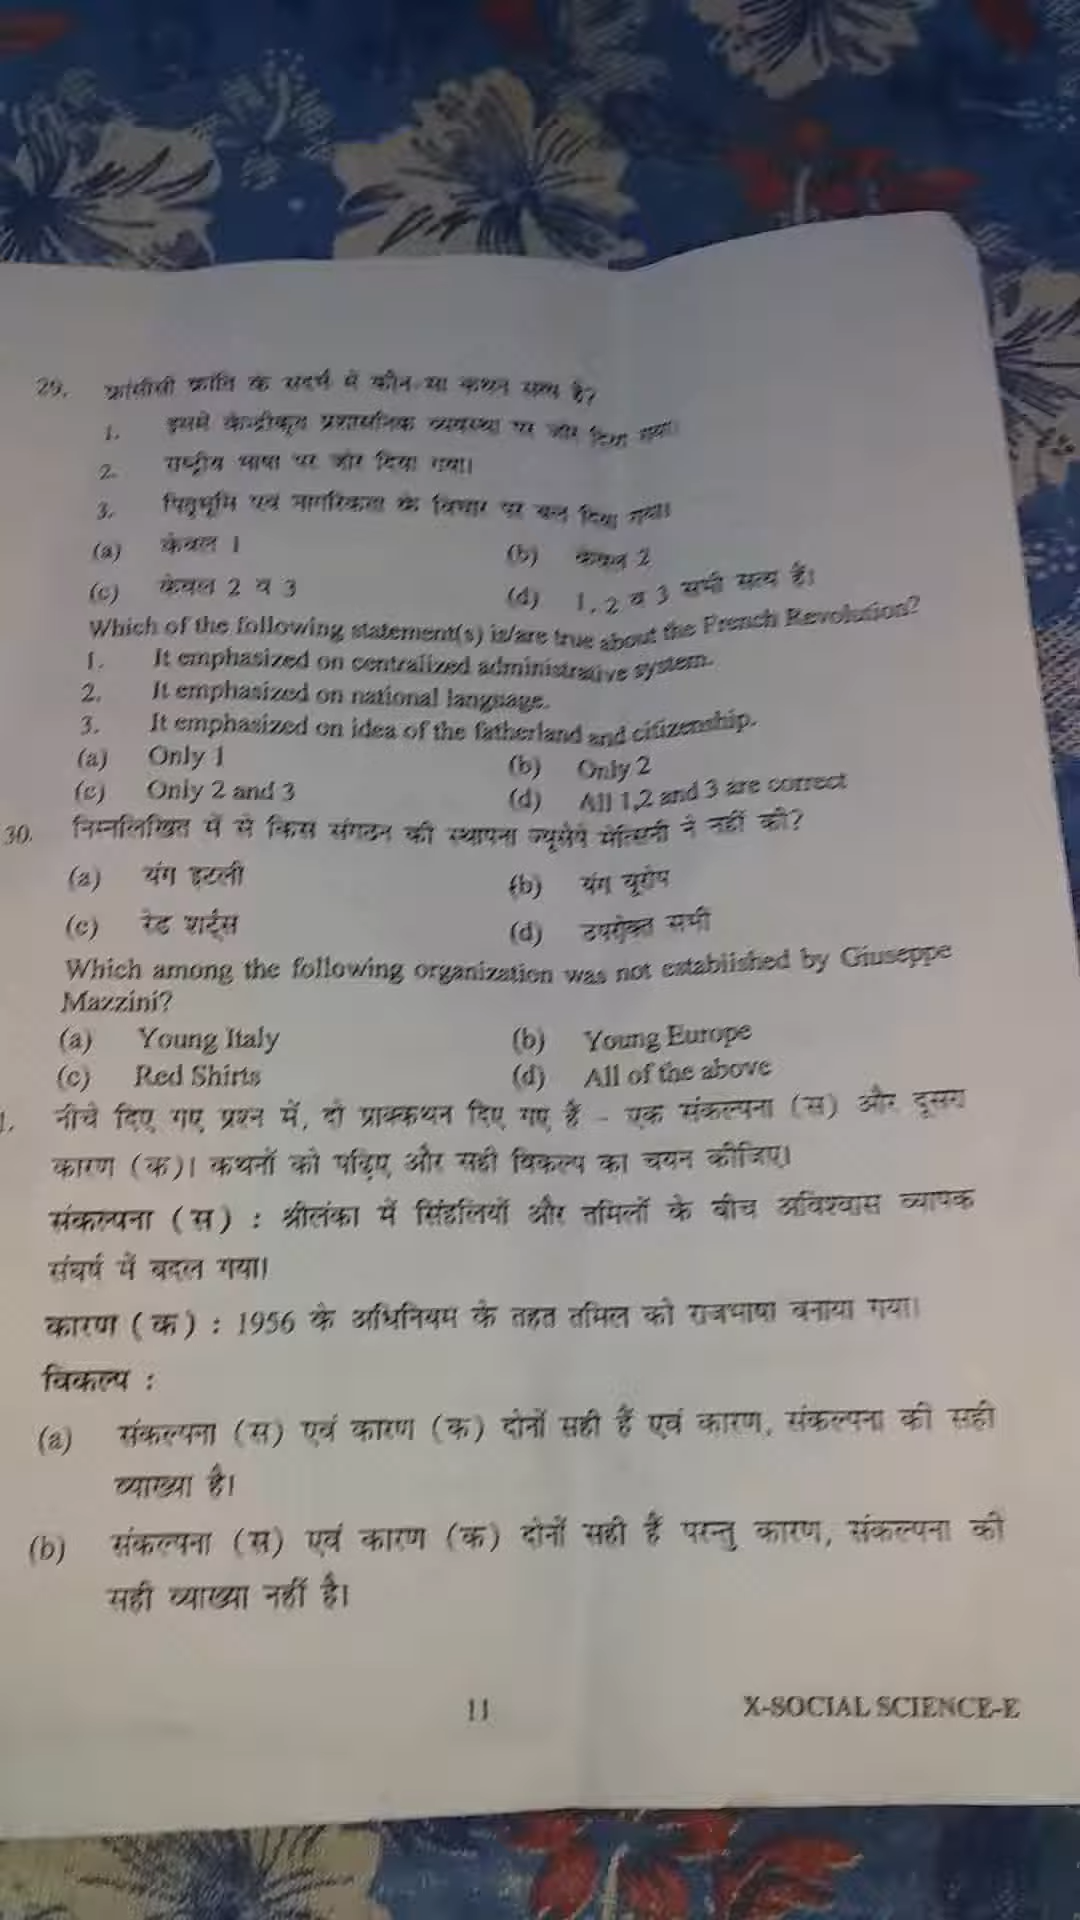 29. फ्रांसीसी क्रांति के संदर्भ में कौन-सा कथन सत्य है?
1. इसमें केन्द्रीकृत प्रशासनिक व्यवस्था पर जोर दिया गया।
2. राष्ट्रीय भाषा पर जोर दिया गया।
3. पितृभूमि एवं नागरिकता के विचार पर बल दिया गया।
(a) केवल 1 (b) केवल 2
(c) केवल 2 व 3 (d) 1, 2 व 3 सभी सत्य हैं।
Which of the following statement(s) is/are true about the French Revolution?
1. It emphasized on centralized administrative system.
2. It emphasized on national language.
3. It emphasized on idea of the fatherland and citizenship.
(a) Only 1 (b) Only 2
(c) Only 2 and 3 (d) All 1,2 and 3 are correct
30. निम्नलिखित में से किस संगठन की स्थापना ज्यूसेपे मेत्सिनी ने नहीं की?
(a) यंग इटली (b) यंग यूरोप
(c) रेड शर्ट्स (d) उपरोक्त सभी
Which among the following organization was not established by Giuseppe
Mazzini?
(a) Young Italy (b) Young Europe
(c) Red Shirts (d) All of the above
1. नीचे दिए गए प्रश्न में, दो प्राक्कथन दिए गए हैं - एक संकल्पना (स) और दूसरा
कारण (क)। कथनों को पढ़िए और सही विकल्प का चयन कीजिए।
संकल्पना (स) : श्रीलंका में सिंहलियों और तमिलों के बीच अविश्वास व्यापक
संघर्ष में बदल गया।
कारण (क) : 1956 के अधिनियम के तहत तमिल को राजभाषा बनाया गया।
विकल्प :
(a) संकल्पना (स) एवं कारण (क) दोनों सही हैं एवं कारण, संकल्पना की सही
व्याख्या है।
(b) संकल्पना (स) एवं कारण (क) दोनों सही हैं परन्तु कारण, संकल्पना की
सही व्याख्या नहीं है।
11 X-SOCIAL SCIENCE-E